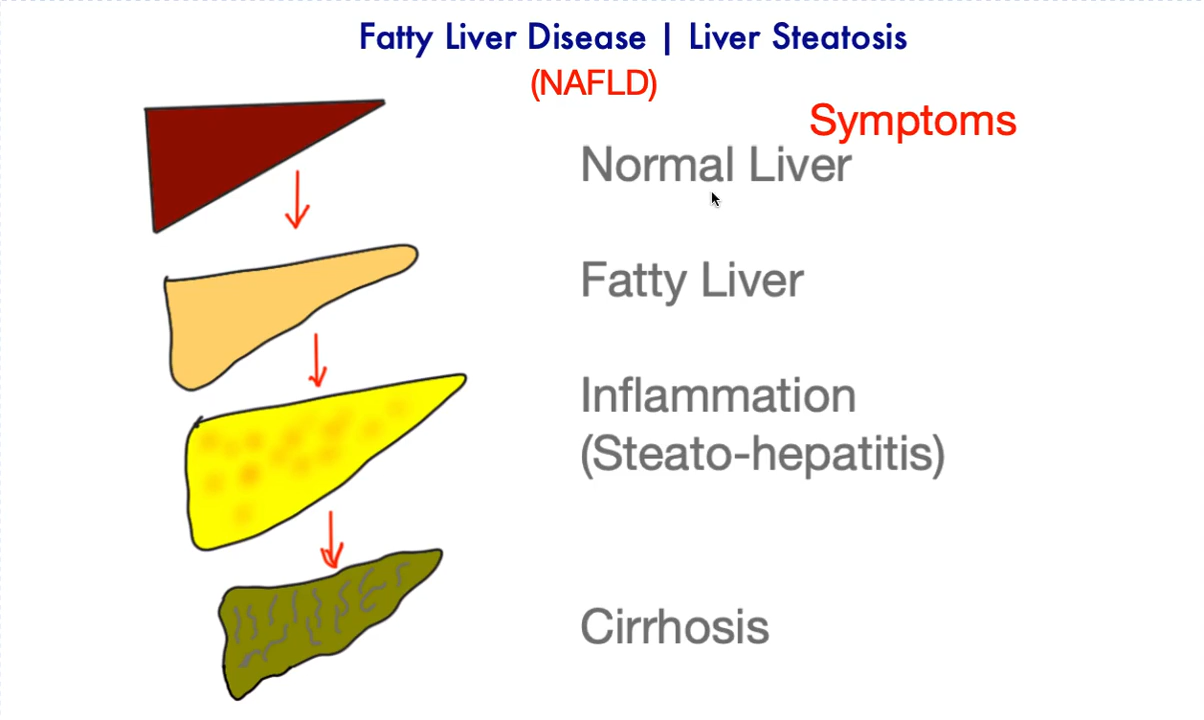 Fatty Liver Disease | Liver Steatosis
(NAFLD)
Symptoms
Normal Liver
Fatty Liver
Inflammation
(Steato-hepatitis)
Cirrhosis